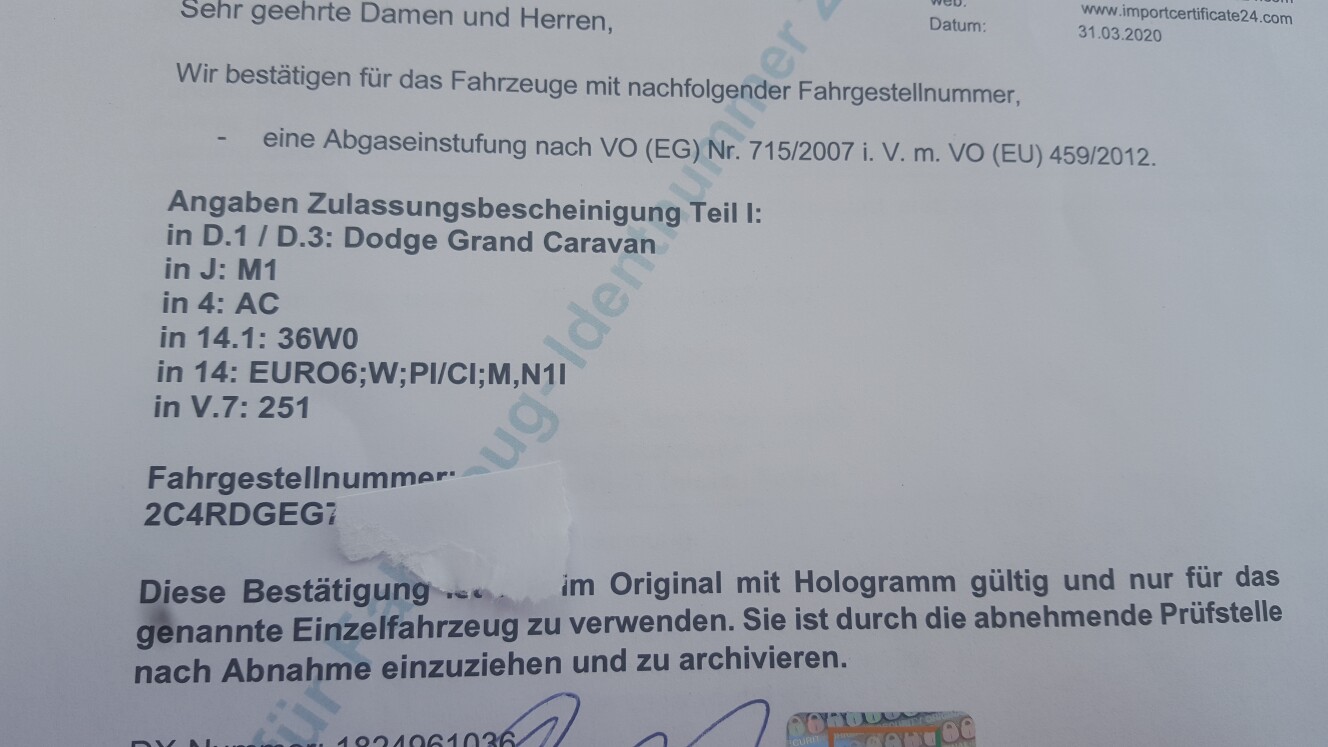 Sehr geehrte Damen und Herren,
Web:
www.importcertificate24.com
Datum:
31.03.2020
Wir bestätigen für das Fahrzeuge mit nachfolgender Fahrgestellnummer,
- eine Abgaseinstufung nach VO (EG) Nr. 715/2007 i. V. m. VO (EU) 459/2012.
Angaben Zulassungsbescheinigung Teil I:
in D.1 / D.3: Dodge Grand Caravan
in J: M1
in 4: AC
in 14.1: 36W0
in 14: EURO6;W;PI/CI;M,N1I
in V.7: 251
Fahrgestellnummer:
2C4RDGEG7
Diese Bestätigung im Original mit Hologramm gültig und nur für das
genannte Einzelfahrzeug zu verwenden. Sie ist durch die abnehmende Prüfstelle
nach Abnahme einzuziehen und zu archivieren.
1824961036
für